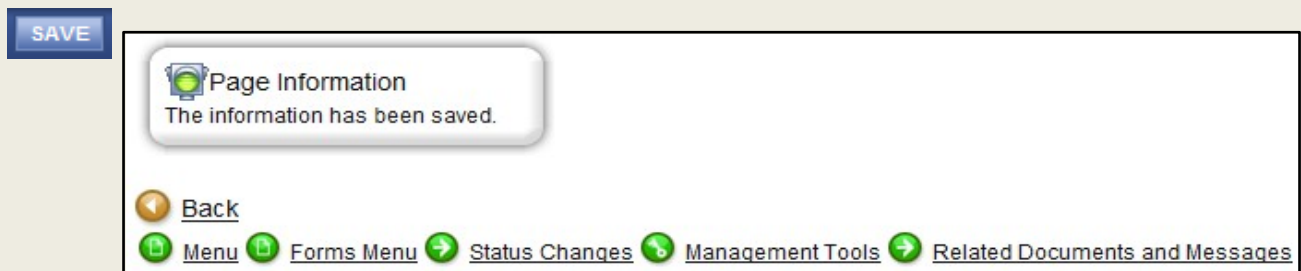 SAVE
Page Information
The information has been saved.
Back
Menu Forms Menu Status Changes Management Tools Related Documents and Messages